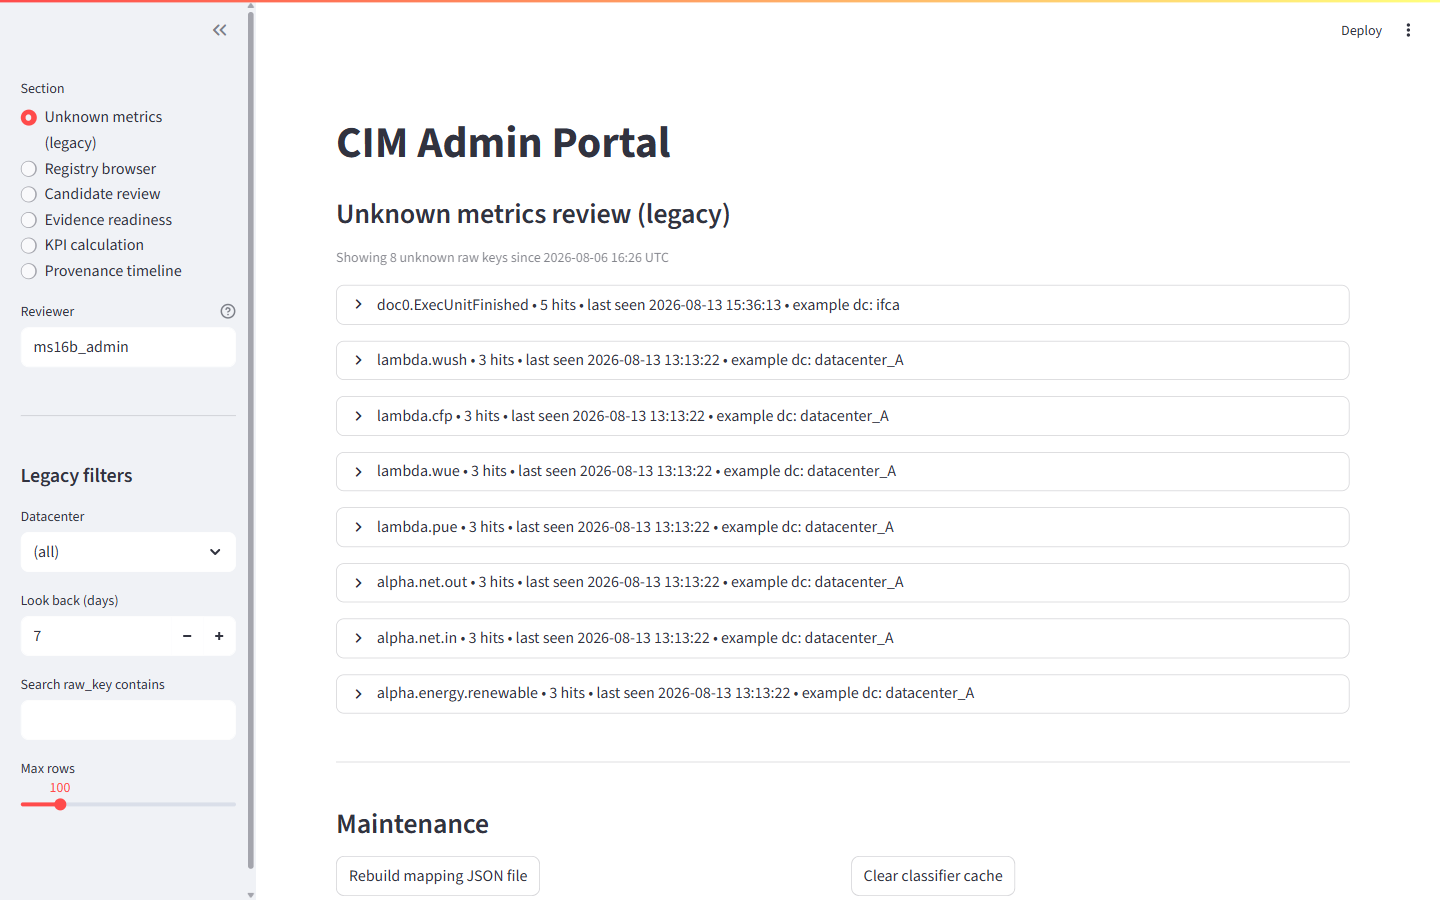 Deploy
Section
Unknown metrics
(legacy)
Registry browser
Candidate review
Evidence readiness
KPI calculation
Provenance timeline
Reviewer
ms16b_admin
Legacy filters
Datacenter
(all)
Look back (days)
7
Search raw_key contains
Max rows
100
CIM Admin Portal
Unknown metrics review (legacy)
Showing 8 unknown raw keys since 2026-08-06 16:26 UTC
doc0.ExecUnitFinished • 5 hits • last seen 2026-08-13 15:36:13 • example dc: ifca
lambda.wush • 3 hits • last seen 2026-08-13 13:13:22 • example dc: datacenter_A
lambda.cfp • 3 hits • last seen 2026-08-13 13:13:22 • example dc: datacenter_A
lambda.wue • 3 hits • last seen 2026-08-13 13:13:22 • example dc: datacenter_A
lambda.pue • 3 hits • last seen 2026-08-13 13:13:22 • example dc: datacenter_A
alpha.net.out • 3 hits • last seen 2026-08-13 13:13:22 • example dc: datacenter_A
alpha.net.in • 3 hits • last seen 2026-08-13 13:13:22 • example dc: datacenter_A
alpha.energy.renewable • 3 hits • last seen 2026-08-13 13:13:22 • example dc: datacenter_A
Maintenance
Rebuild mapping JSON file
Clear classifier cache